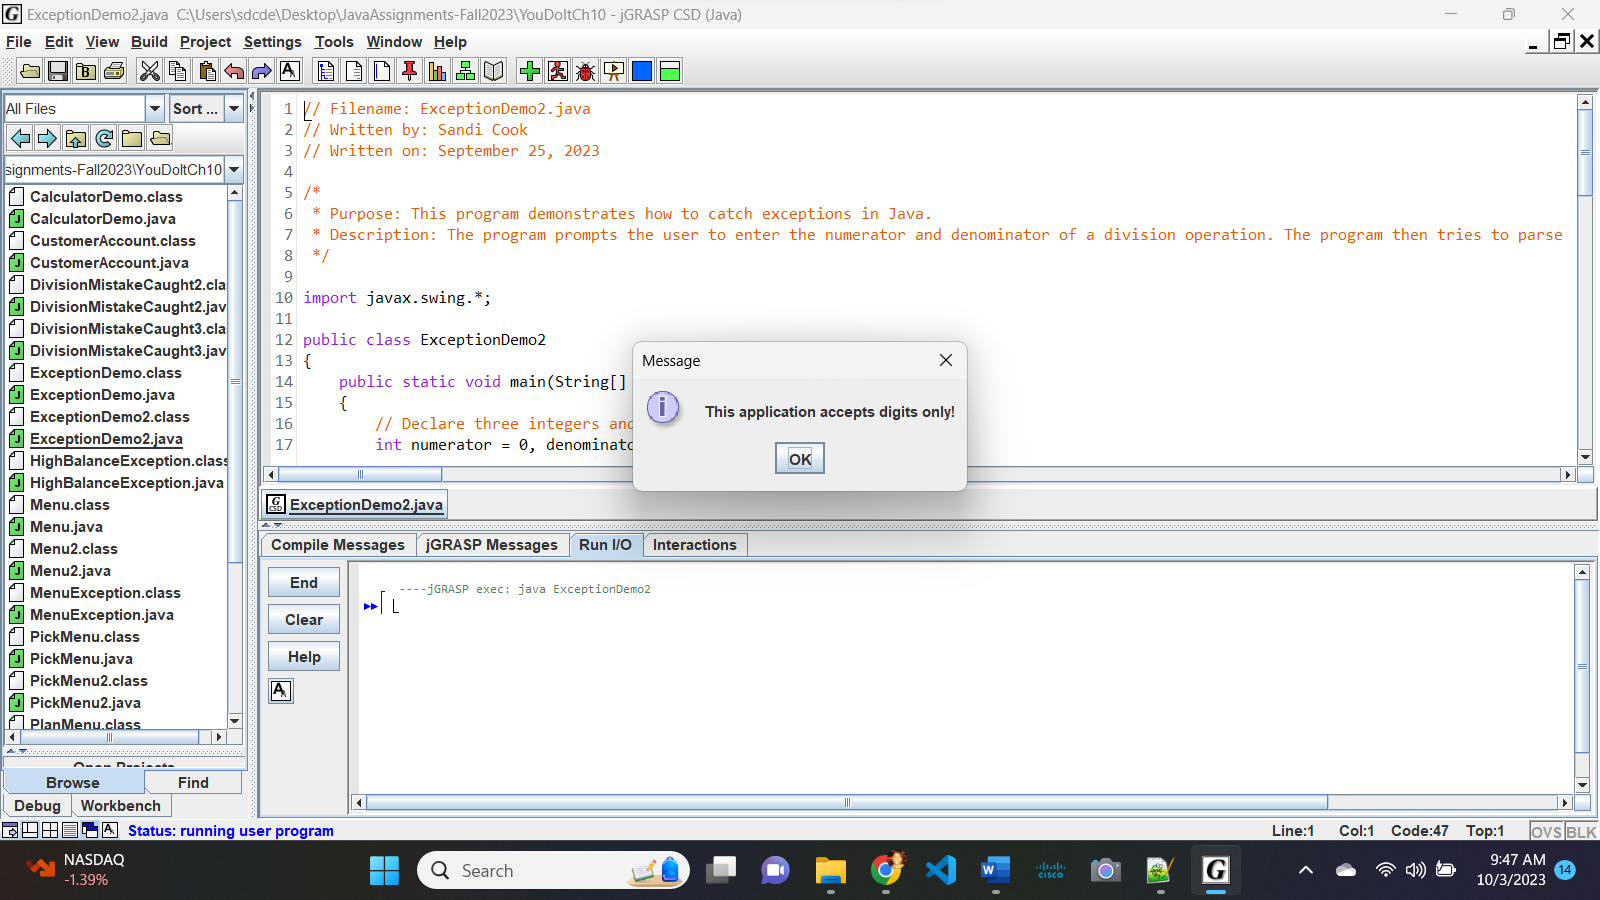 ExceptionDemo2.java  C:\Users\sdcde\Desktop\JavaAssignments-Fall2023\YouDoItCh10 - jGRASP CSD (Java)
File Edit View Build Project Settings Tools Window Help
All Files
Sort ...
signments-Fall2023\YouDoItCh10
CalculatorDemo.class
CalculatorDemo.java
CustomerAccount.class
CustomerAccount.java
DivisionMistakeCaught2.cla
DivisionMistakeCaught2.jav
DivisionMistakeCaught3.cla
DivisionMistakeCaught3.jav
ExceptionDemo.class
ExceptionDemo.java
ExceptionDemo2.class
ExceptionDemo2.java
HighBalanceException.class
HighBalanceException.java
Menu.class
Menu.java
Menu2.class
Menu2.java
MenuException.class
MenuException.java
PickMenu.class
PickMenu.java
PickMenu2.class
PickMenu2.java
PlanMenu.class
Open Projects
Browse Find
Debug Workbench
1 // Filename: ExceptionDemo2.java
2 // Written by: Sandi Cook
3 // Written on: September 25, 2023
4
5 /*
6  * Purpose: This program demonstrates how to catch exceptions in Java.
7  * Description: The program prompts the user to enter the numerator and denominator of a division operation. The program then tries to parse
8  */
9
10 import javax.swing.*;
11
12 public class ExceptionDemo2
13 {
14     public static void main(String[]
15     {
16         // Declare three integers and
17         int numerator = 0, denominato
Message
This application accepts digits only!
OK
ExceptionDemo2.java
Compile Messages jGRASP Messages Run I/O Interactions
End
Clear
Help
----jGRASP exec: java ExceptionDemo2
Status: running user program
Line:1 Col:1 Code:47 Top:1 OVS BLK
NASDAQ
-1.39%
Search
9:47 AM
10/3/2023
14